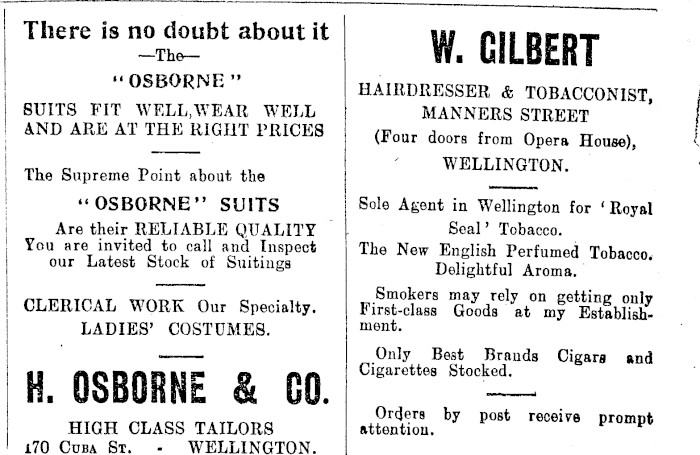 There is no doubt about it
—The—
"OSBORNE"
SUITS FIT WELL, WEAR WELL
AND ARE AT THE RIGHT PRICES
The Supreme Point about the
"OSBORNE" SUITS
Are their RELIABLE QUALITY
You are invited to call and Inspect
our Latest Stock of Suitings
CLERICAL WORK Our Specialty.
LADIES' COSTUMES.
H. OSBORNE & CO.
HIGH CLASS TAILORS
170 CUBA ST. - WELLINGTON.
W. GILBERT
HAIRDRESSER & TOBACCONIST,
MANNERS STREET
(Four doors from Opera House),
WELLINGTON.
Sole Agent in Wellington for 'Royal
Seal' Tobacco.
The New English Perfumed Tobacco.
Delightful Aroma.
Smokers may rely on getting only
First-class Goods at my Establish-
ment.
Only Best Brands Cigars and
Cigarettes Stocked.
Orders by post receive prompt
attention.